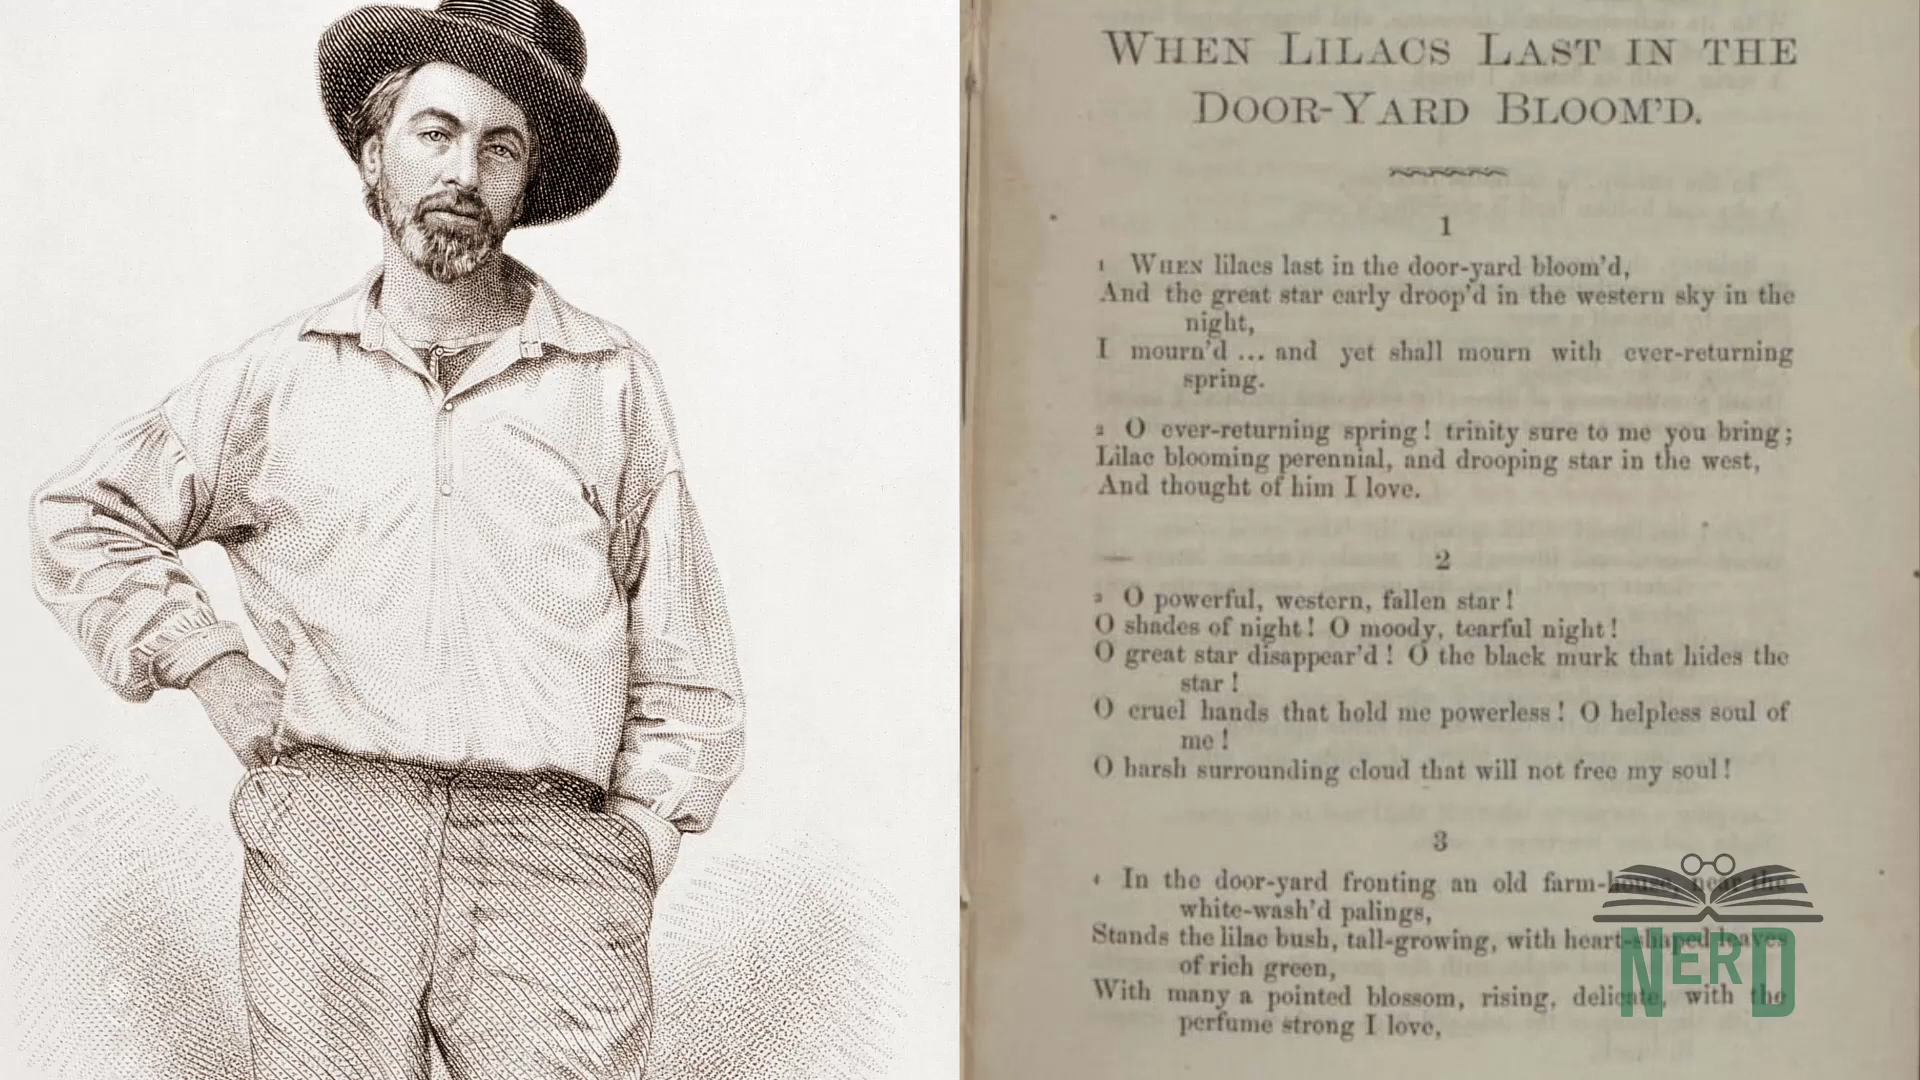 WHEN LILACS LAST IN THE
DOOR-YARD BLOOM'D.
1
1 WHEN lilacs last in the door-yard bloom'd,
And the great star early droop'd in the western sky in the
night,
I mourn'd ... and yet shall mourn with ever-returning
spring.
2 O ever-returning spring! trinity sure to me you bring;
Lilac blooming perennial, and drooping star in the west,
And thought of him I love.
2
3 O powerful, western, fallen star!
O shades of night! O moody, tearful night!
O great star disappear'd! O the black murk that hides the
star!
O cruel hands that hold me powerless! O helpless soul of
me!
O harsh surrounding cloud that will not free my soul!
3
4 In the door-yard fronting an old farm-house, near the
white-wash'd palings,
Stands the lilac bush, tall-growing, with heart-shaped leaves
of rich green,
With many a pointed blossom, rising, delicate, with the
perfume strong I love,
NERD